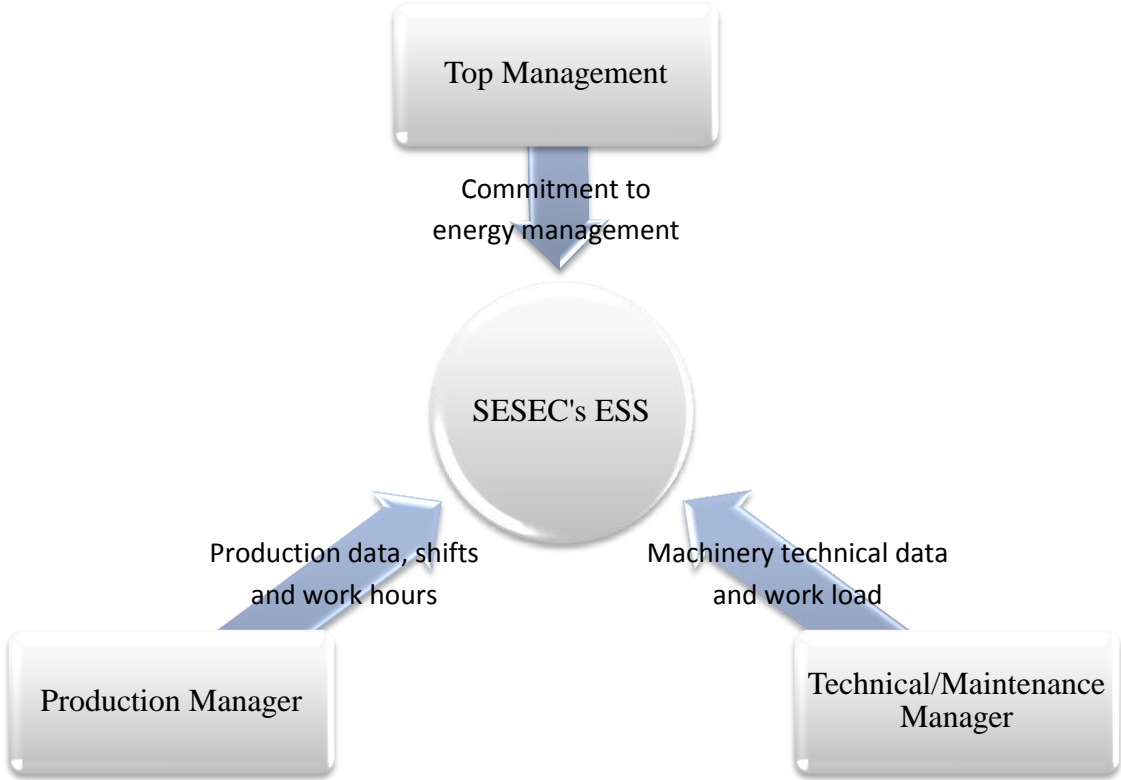 Top Management
Commitment to
energy management
SESEC's ESS
Production data, shifts
and work hours
Machinery technical data
and work load
Production Manager
Technical/Maintenance
Manager